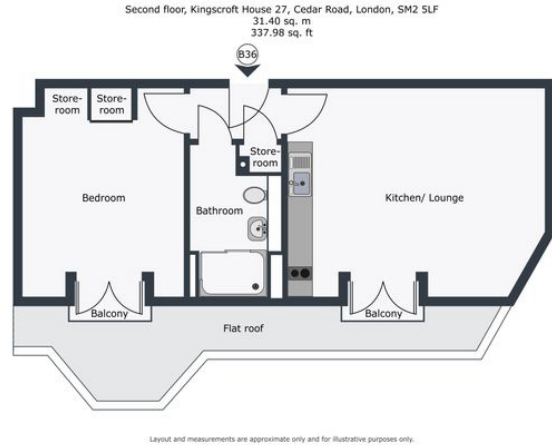 Second floor, Kingscroft House 27, Cedar Road, London, SM2 5LF
31.40 sq. m
337.98 sq. ft
B36
Store-
room
Store-
room
Store-
room
Bedroom
Bathroom
Kitchen/ Lounge
Balcony
Balcony
Flat roof
Layout and measurements are approximate only and for illustrative purposes only.